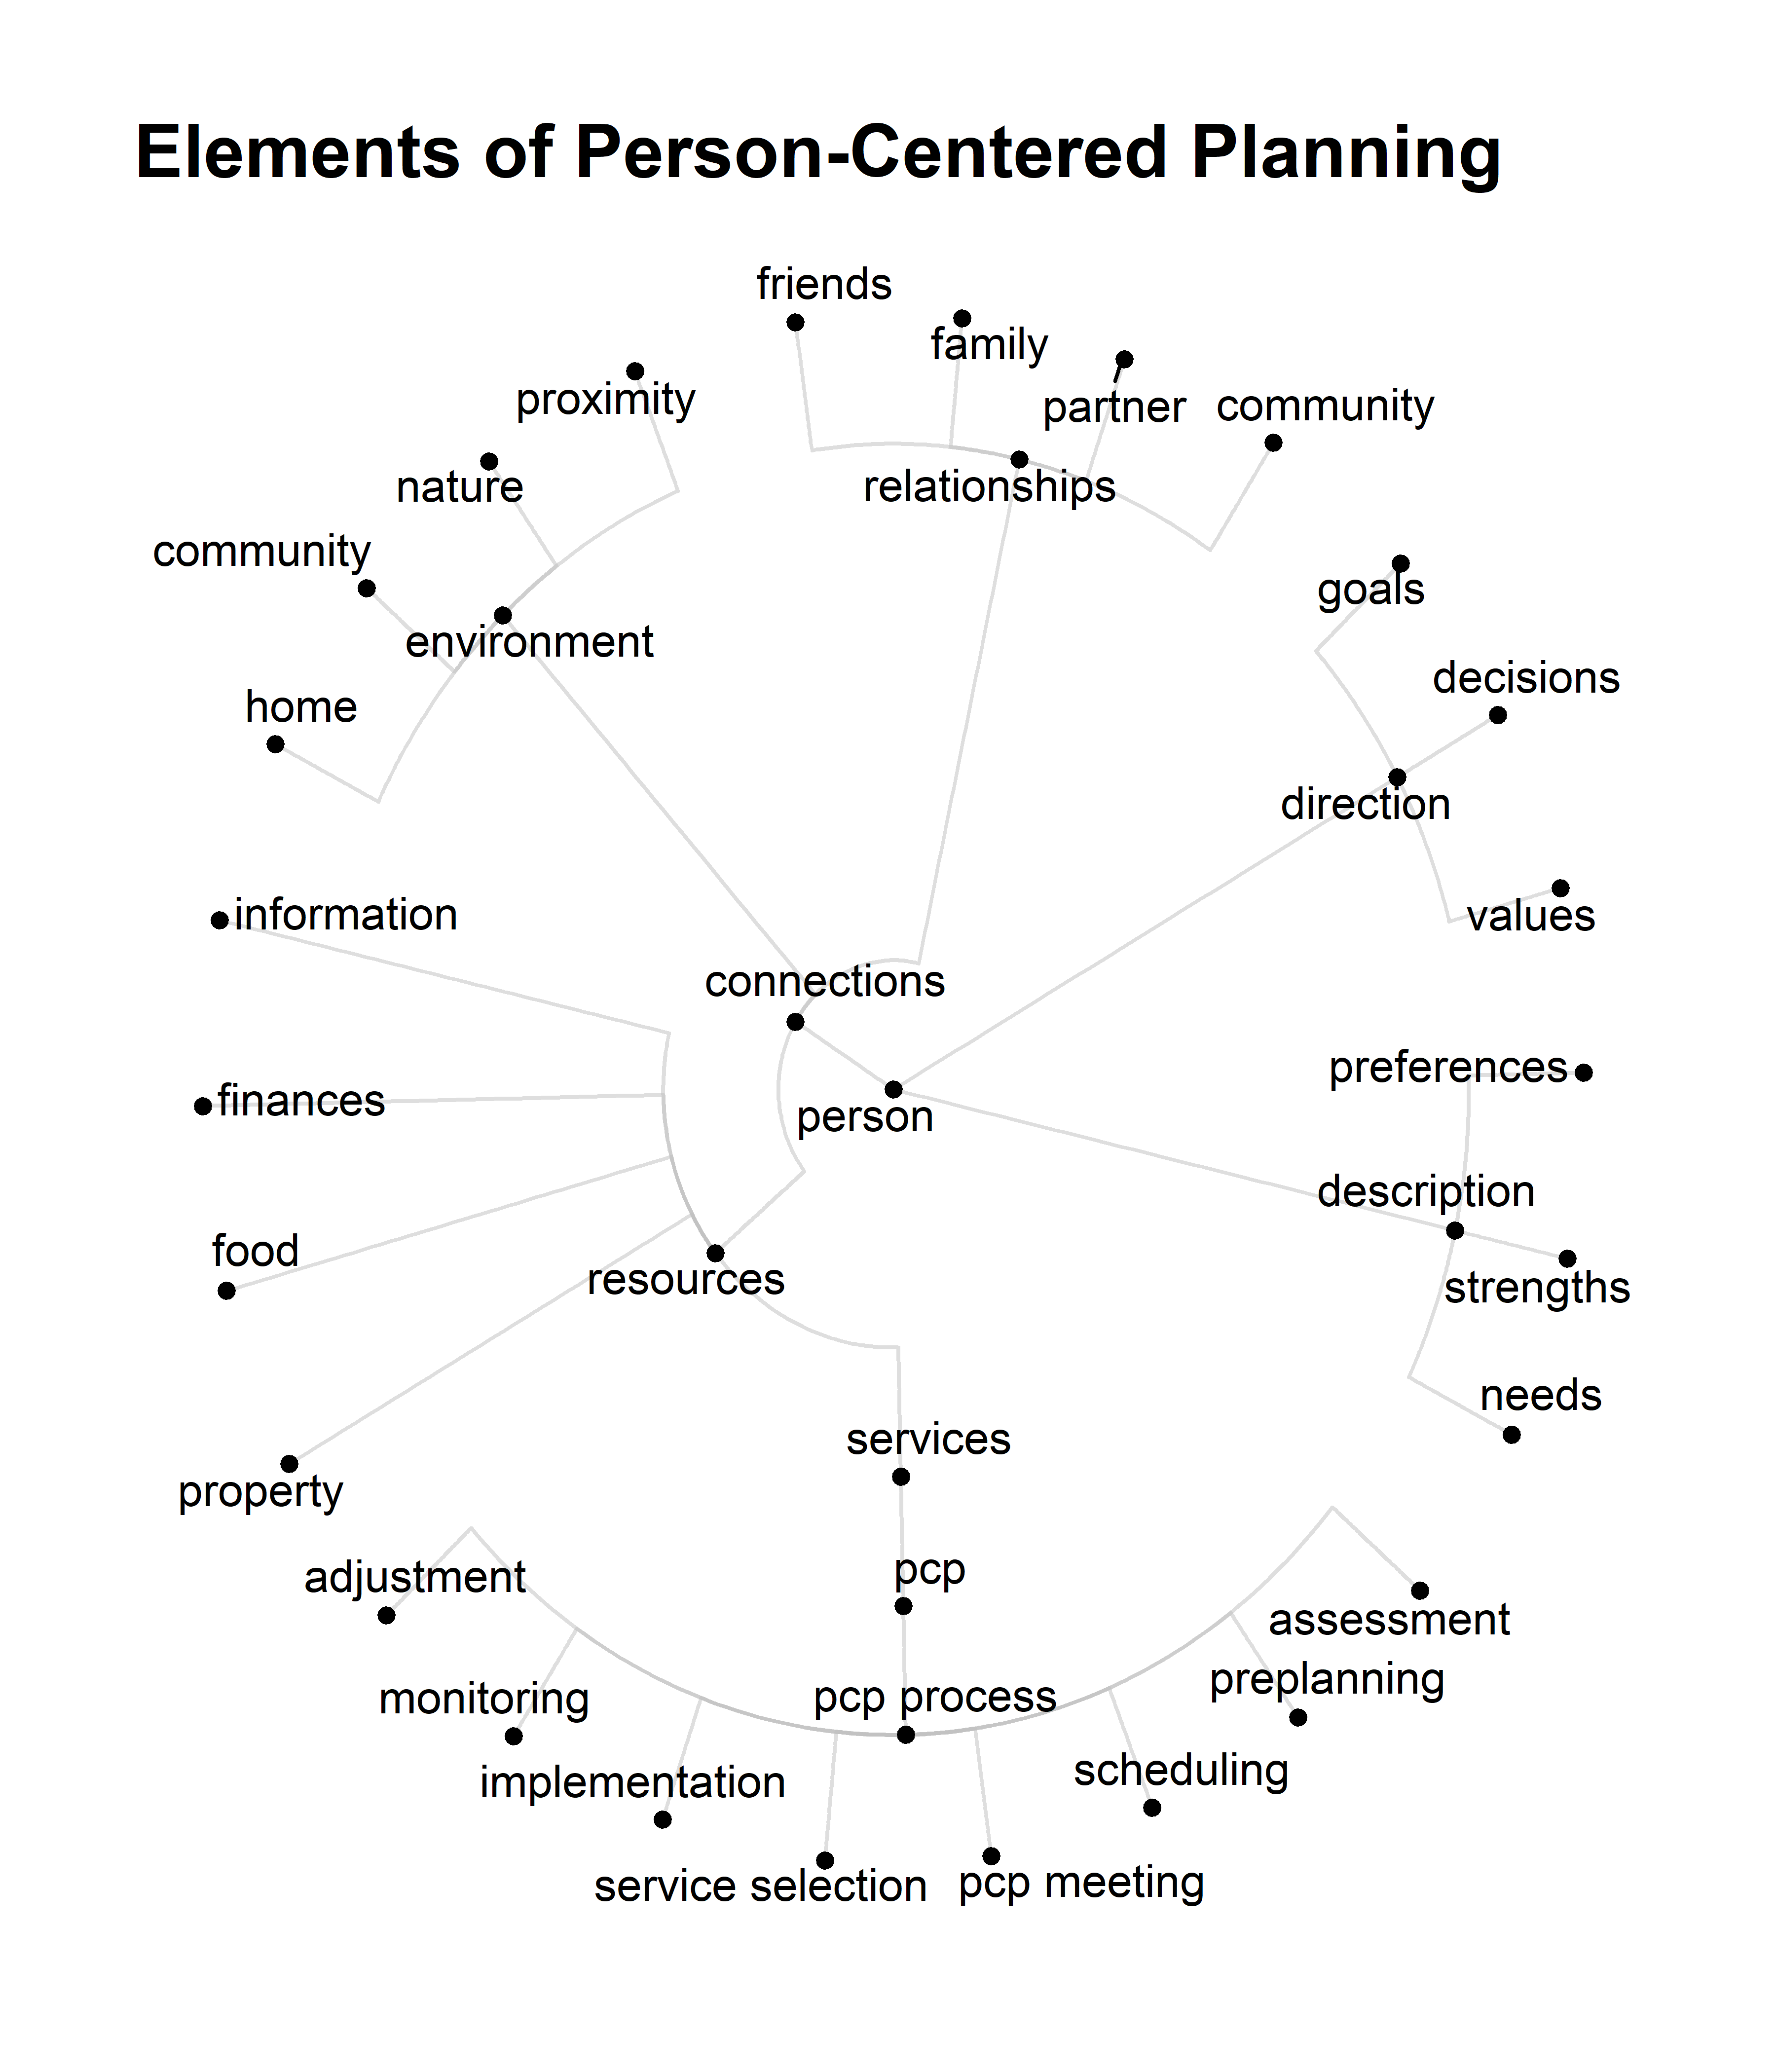 Elements of Person-Centered Planning
friends
family
proximity
partner
community
nature
relationships
community
goals
environment
decisions
home
direction
information
values
connections
preferences
finances
person
description
food
resources
strengths
needs
services
property
pcp
adjustment
assessment
preplanning
monitoring
pcp process
scheduling
implementation
service selection
pcp meeting